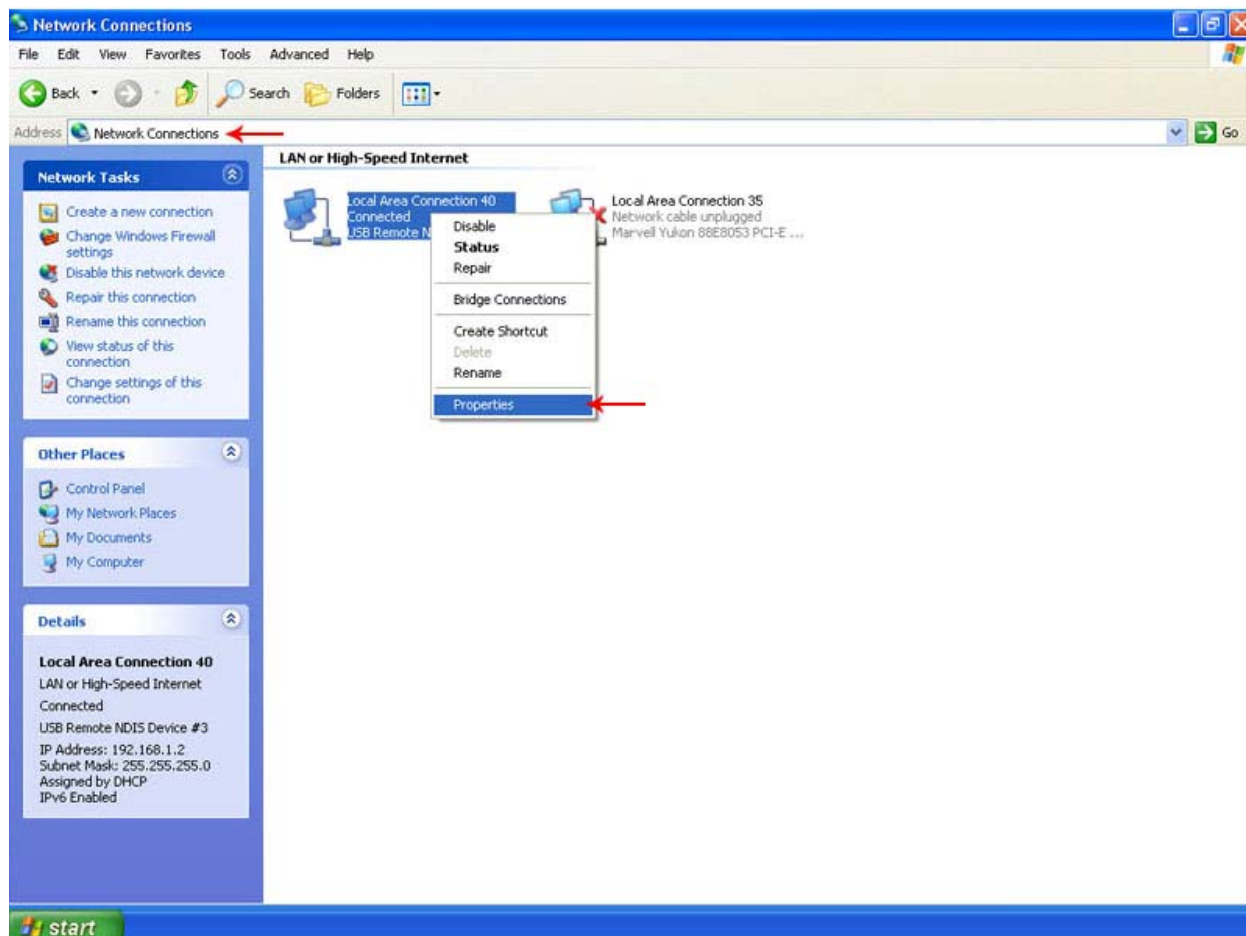 Network Connections
File Edit View Favorites Tools Advanced Help
Back Search Folders
Address Network Connections Go
Network Tasks
Create a new connection
Change Windows Firewall
settings
Disable this network device
Repair this connection
Rename this connection
View status of this
connection
Change settings of this
connection
Other Places
Control Panel
My Network Places
My Documents
My Computer
Details
Local Area Connection 40
LAN or High-Speed Internet
Connected
USB Remote NDIS Device #3
IP Address: 192.168.1.2
Subnet Mask: 255.255.255.0
Assigned by DHCP
IPv6 Enabled
LAN or High-Speed Internet
Local Area Connection 40
Connected
USB Remote N
Local Area Connection 35
Network cable unplugged
Marvell Yukon 88E8053 PCI-E ...
Disable
Status
Repair
Bridge Connections
Create Shortcut
Delete
Rename
Properties
start